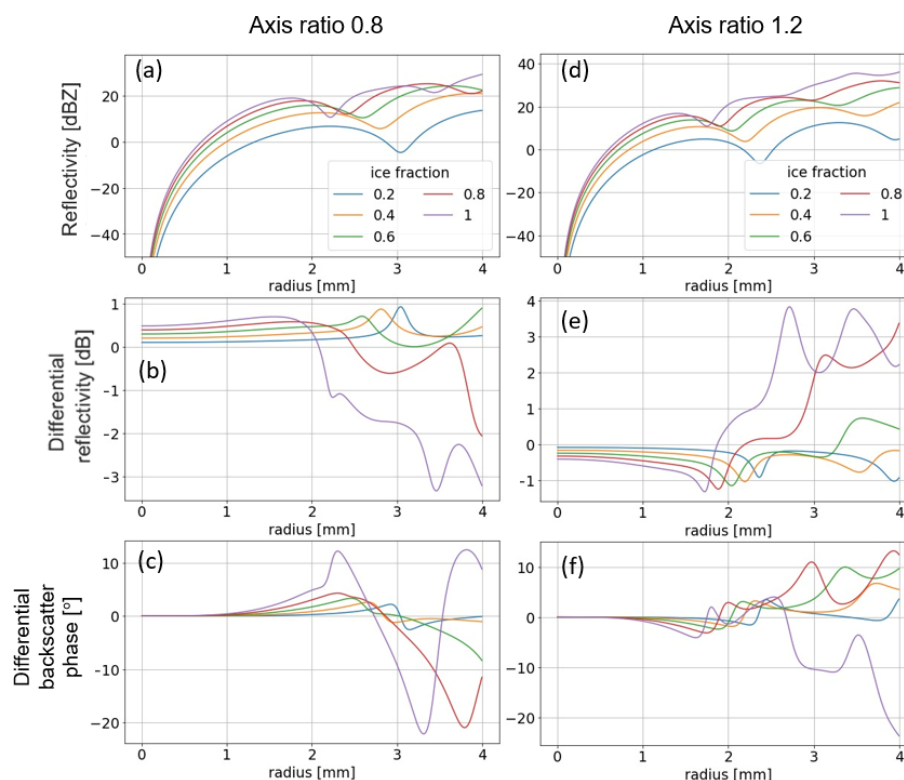 Axis ratio 0.8
Axis ratio 1.2
(a)
Reflectivity [dBZ]
20
0
−20
−40
ice fraction
0.2
0.8
0.4
1
0.6
0 1 2 3 4
radius [mm]
(d)
Reflectivity [dBZ]
40
20
0
−20
−40
ice fraction
0.2
0.8
0.4
1
0.6
0 1 2 3 4
radius [mm]
(b)
Differential
reflectivity [dB]
1
0
−1
−2
−3
0 1 2 3 4
radius [mm]
(e)
4
3
2
1
0
−1
0 1 2 3 4
radius [mm]
(c)
Differential
backscatter
phase [°]
10
0
−10
−20
0 1 2 3 4
radius [mm]
(f)
10
0
−10
−20
0 1 2 3 4
radius [mm]